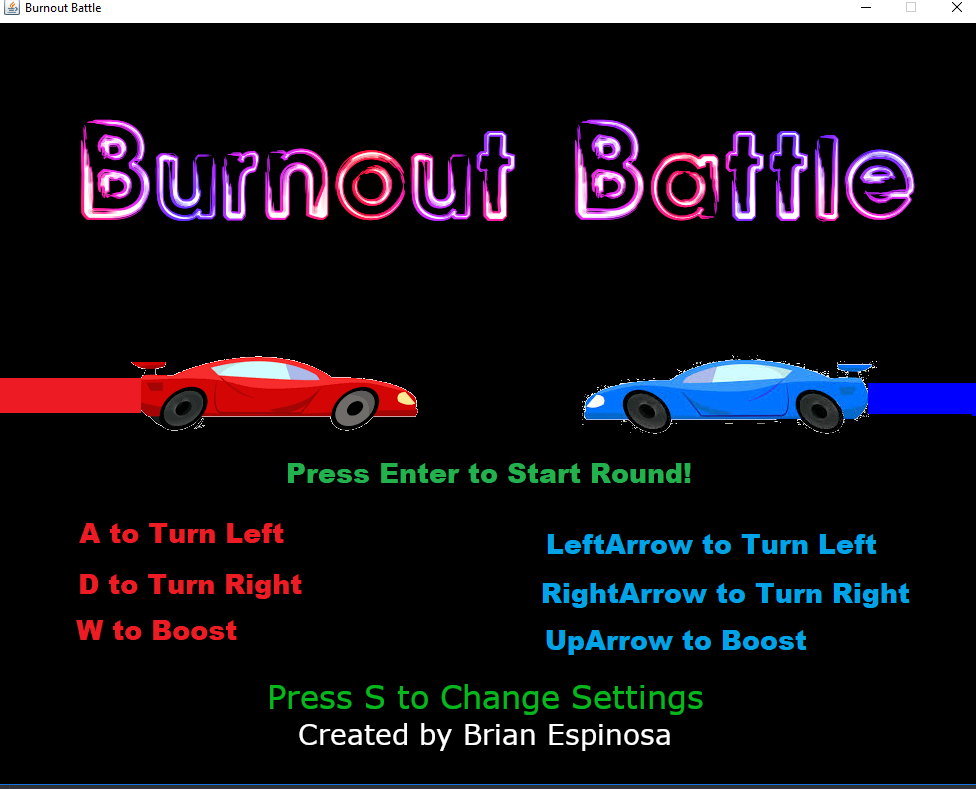 Burnout Battle
Burnout Battle
Press Enter to Start Round!
A to Turn Left
D to Turn Right
W to Boost
LeftArrow to Turn Left
RightArrow to Turn Right
UpArrow to Boost
Press S to Change Settings
Created by Brian Espinosa